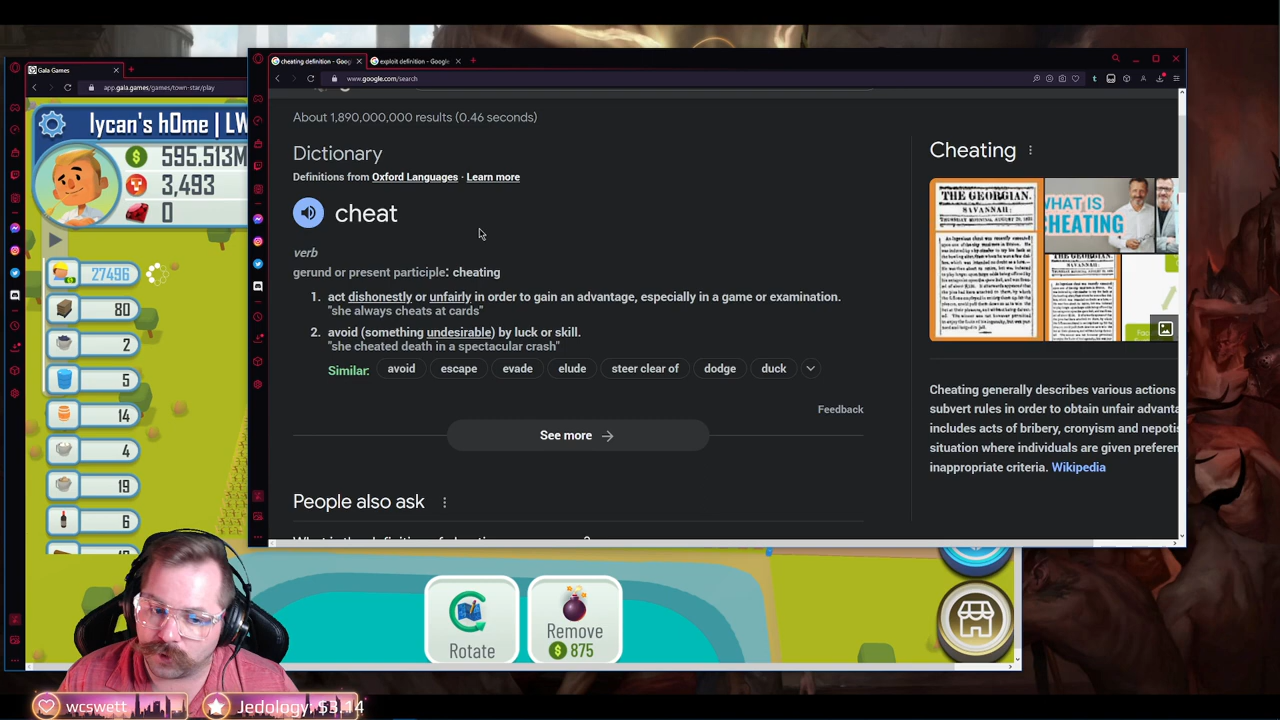 Gala Games
app.gala.games/games/town-star/play
lycan's h0me | LW
595.513M
3,493
0
27496
80
2
5
14
4
19
6
cheating definition - Goog
exploit definition - Google
www.google.com/search
About 1,890,000,000 results (0.46 seconds)
Dictionary
Definitions from Oxford Languages · Learn more
cheat
verb
gerund or present participle: cheating
1. act dishonestly or unfairly in order to gain an advantage, especially in a game or examination.
"she always cheats at cards"
2. avoid (something undesirable) by luck or skill.
"she cheated death in a spectacular crash"
Similar: avoid escape evade elude steer clear of dodge duck
Feedback
See more
People also ask
Cheating
THE GEORGIAN.
SAVANNAH:
WHAT IS
CHEATING
THE GEORGIAN.
Cheating generally describes various actions
subvert rules in order to obtain unfair advanta
includes acts of bribery, cronyism and nepotis
situation where individuals are given preferen
inappropriate criteria. Wikipedia
Rotate
Remove
$ 875
wcswett
Jedology: $3.14